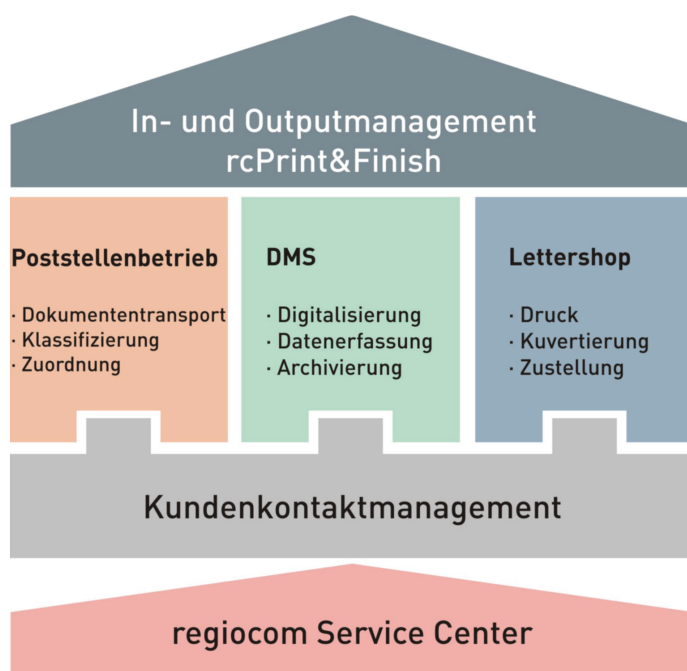 In- und Outputmanagement
rcPrint&Finish
Poststellenbetrieb
· Dokumententransport
· Klassifizierung
· Zuordnung
DMS
· Digitalisierung
· Datenerfassung
· Archivierung
Lettershop
· Druck
· Kuvertierung
· Zustellung
Kundenkontaktmanagement
regiocom Service Center